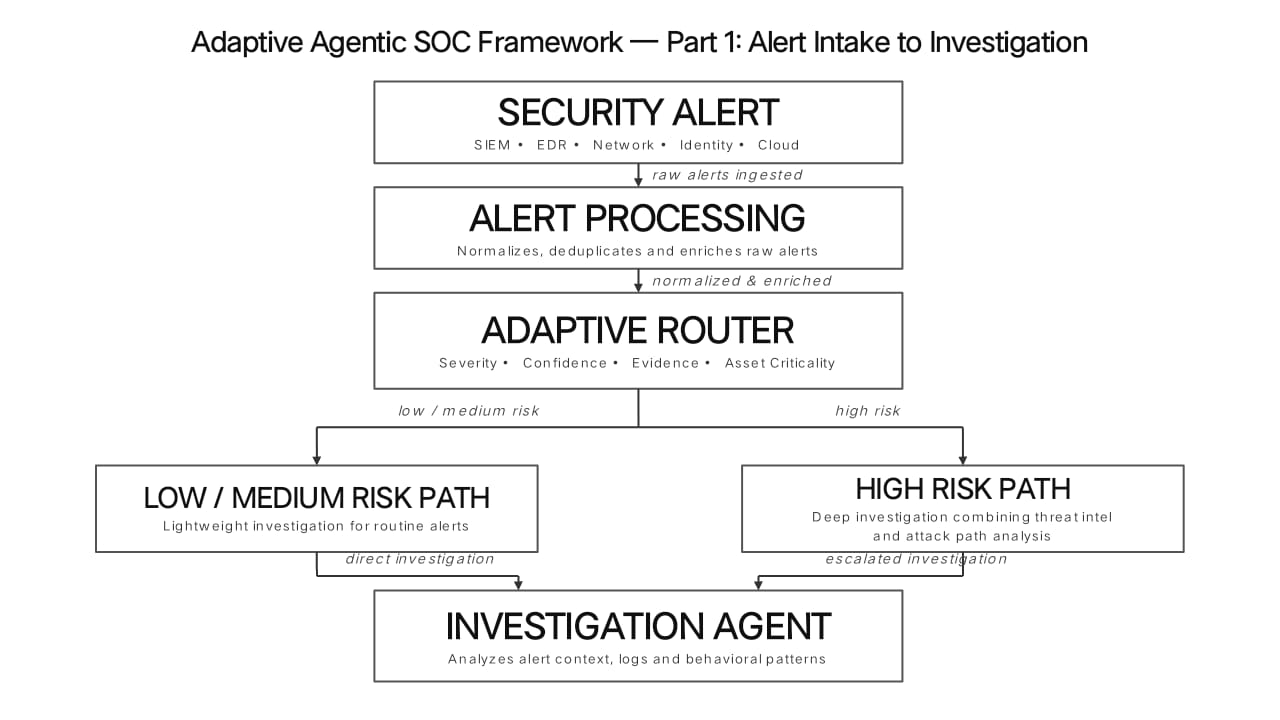 Adaptive Agentic SOC Framework — Part 1: Alert Intake to Investigation
SECURITY ALERT
SIEM • EDR • Network • Identity • Cloud
raw alerts ingested
ALERT PROCESSING
Normalizes, deduplicates and enriches raw alerts
normalized & enriched
ADAPTIVE ROUTER
Severity • Confidence • Evidence • Asset Criticality
low / medium risk
high risk
LOW / MEDIUM RISK PATH
Lightweight investigation for routine alerts
HIGH RISK PATH
Deep investigation combining threat intel
and attack path analysis
direct investigation
escalated investigation
INVESTIGATION AGENT
Analyzes alert context, logs and behavioral patterns